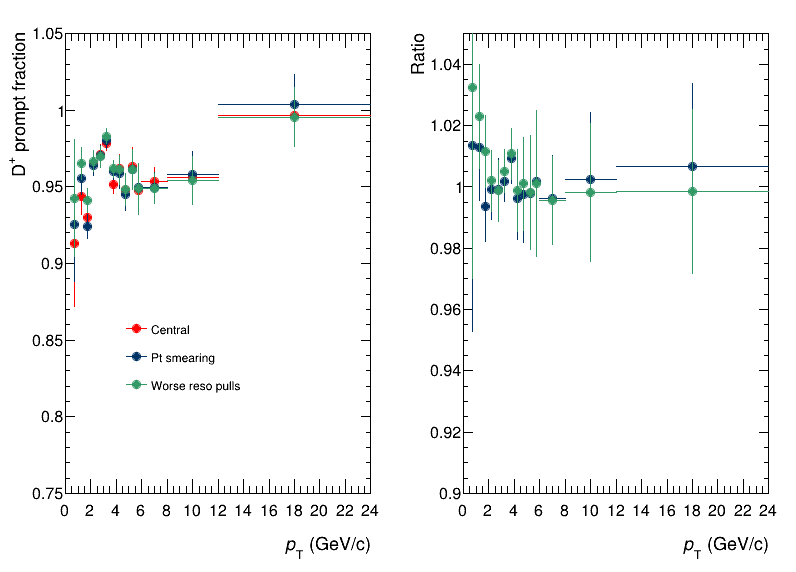 D+ prompt fraction
1.05
1
0.95
0.9
0.85
0.8
0.75
0 2 4 6 8 10 12 14 16 18 20 22 24
pT (GeV/c)
Central
Pt smearing
Worse reso pulls
Ratio
1.04
1.02
1
0.98
0.96
0.94
0.92
0.9
0 2 4 6 8 10 12 14 16 18 20 22 24
pT (GeV/c)